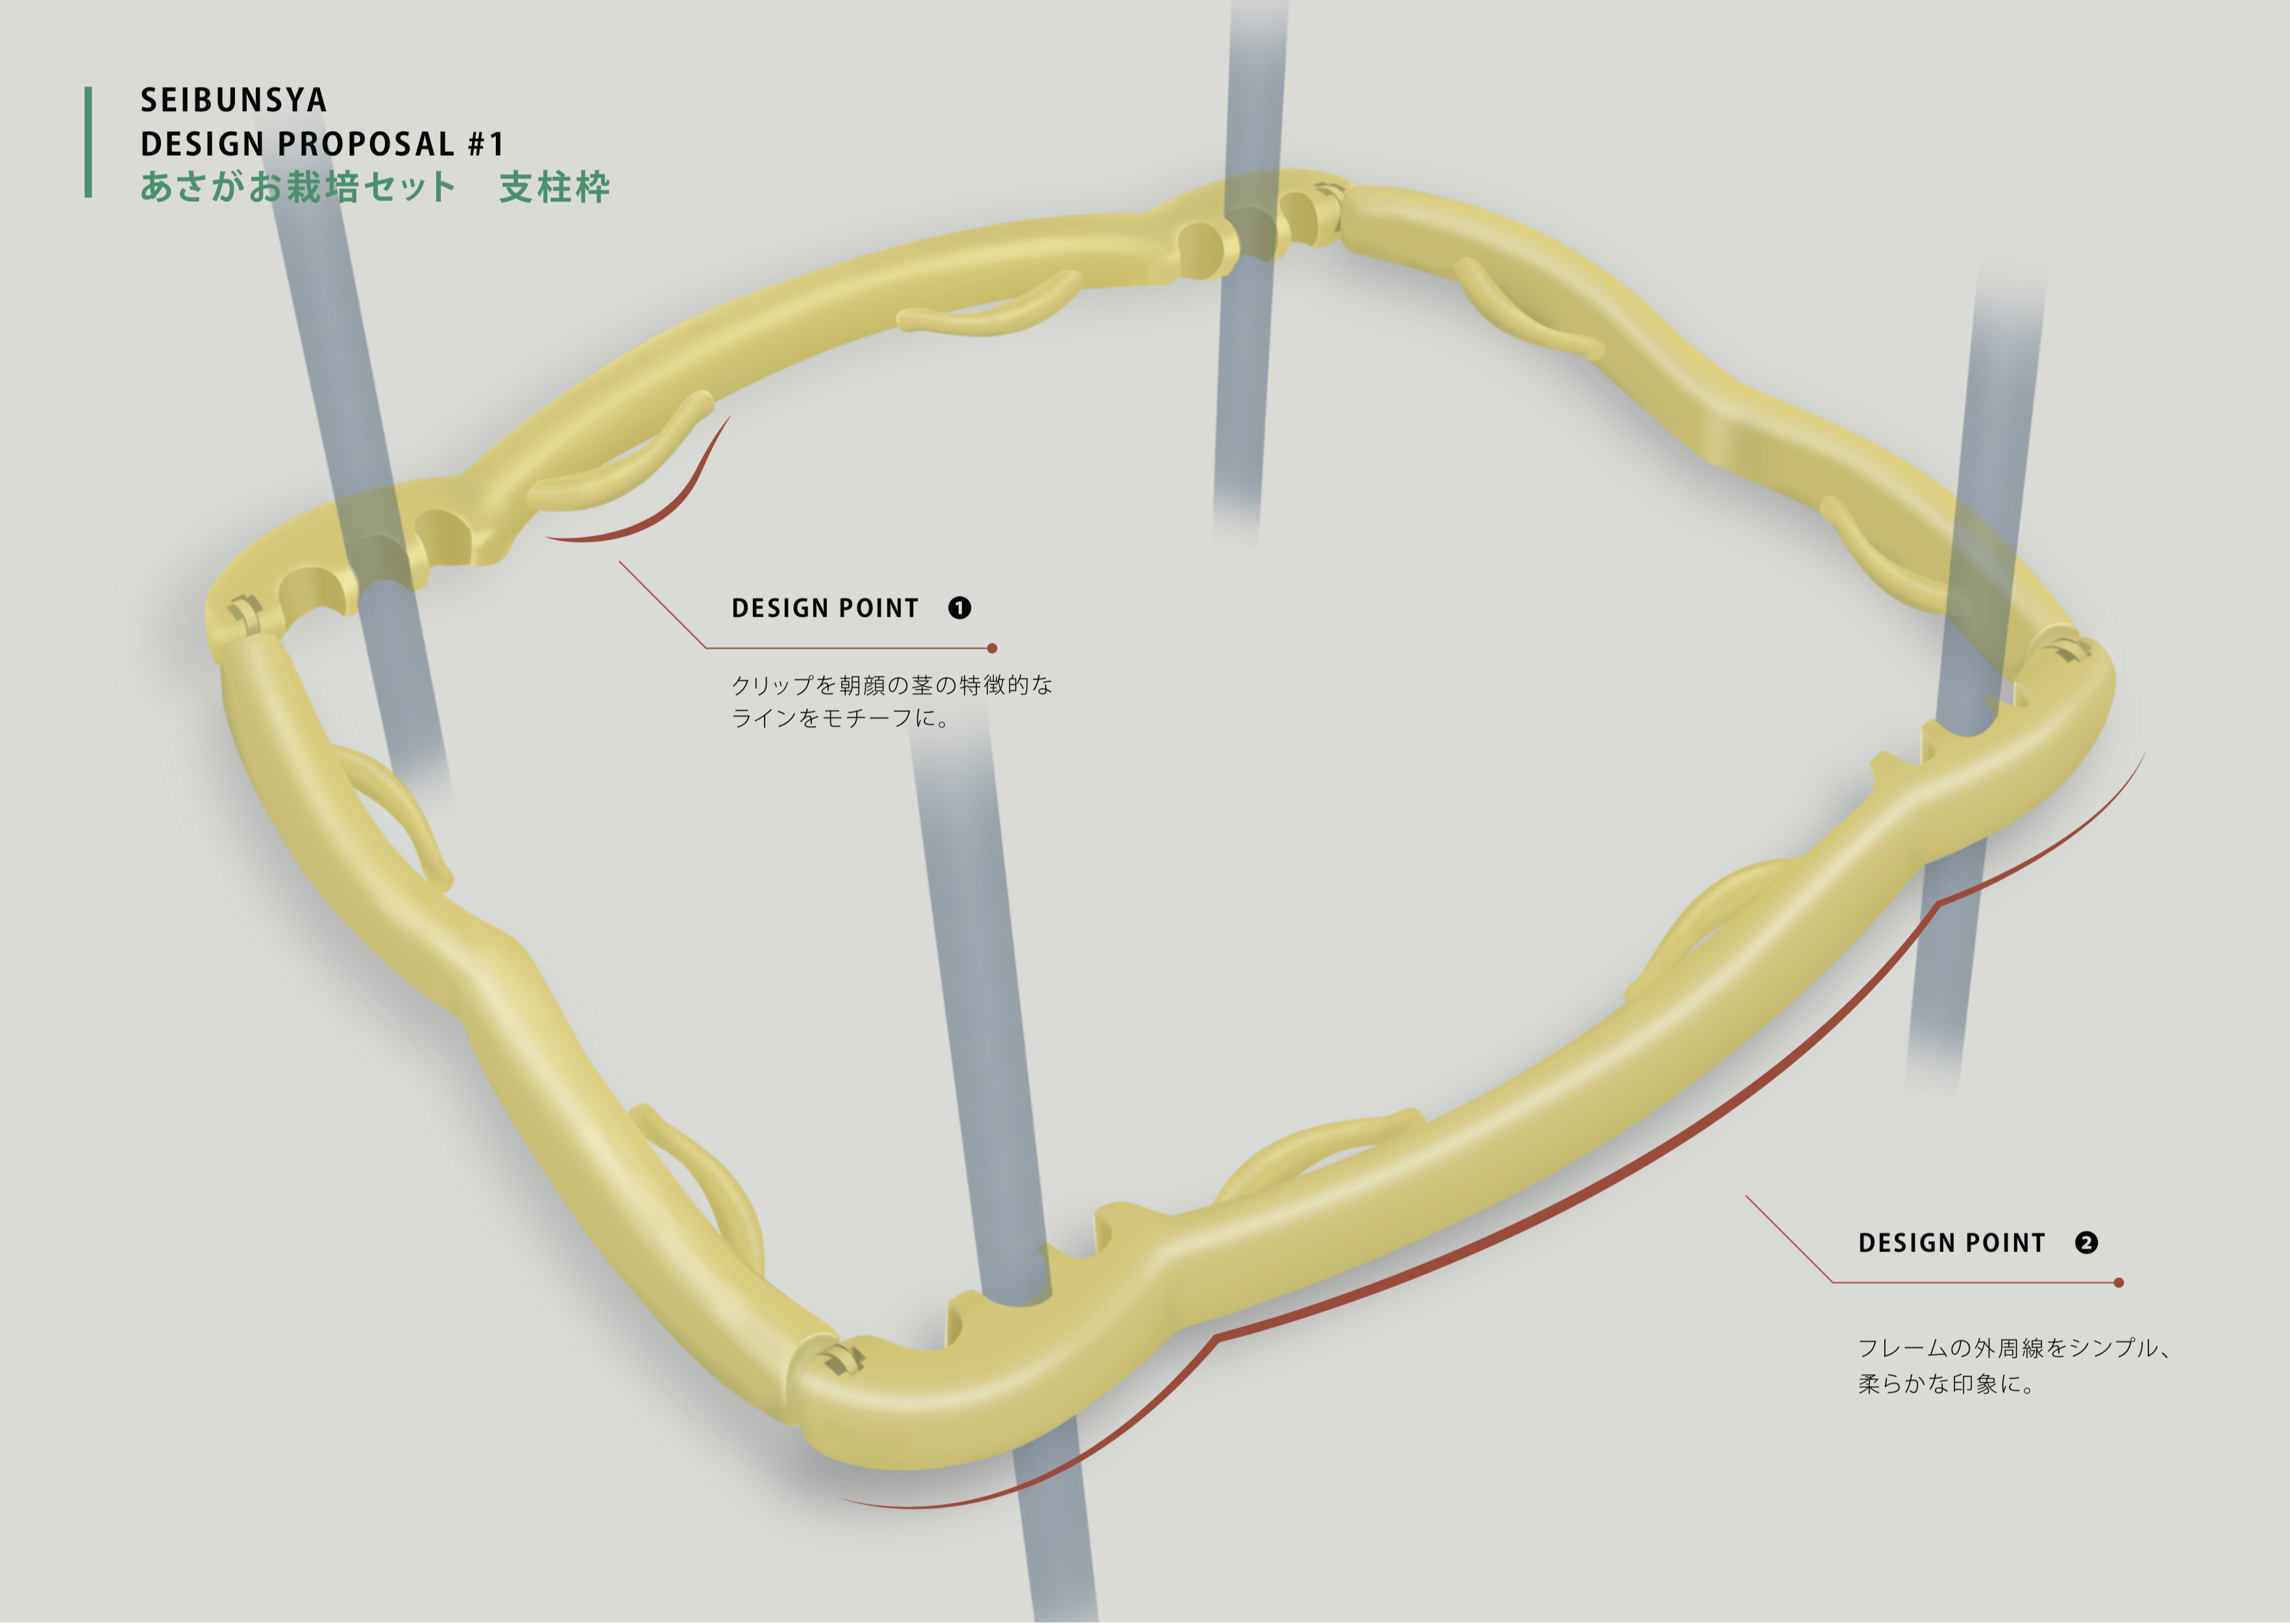 SEIBUNSYA
DESIGN PROPOSAL #1
あさがお栽培セット　支柱枠
DESIGN POINT ❶
クリップを朝顔の茎の特徴的な
ラインをモチーフに。
DESIGN POINT ❷
フレームの外周線をシンプル、
柔らかな印象に。